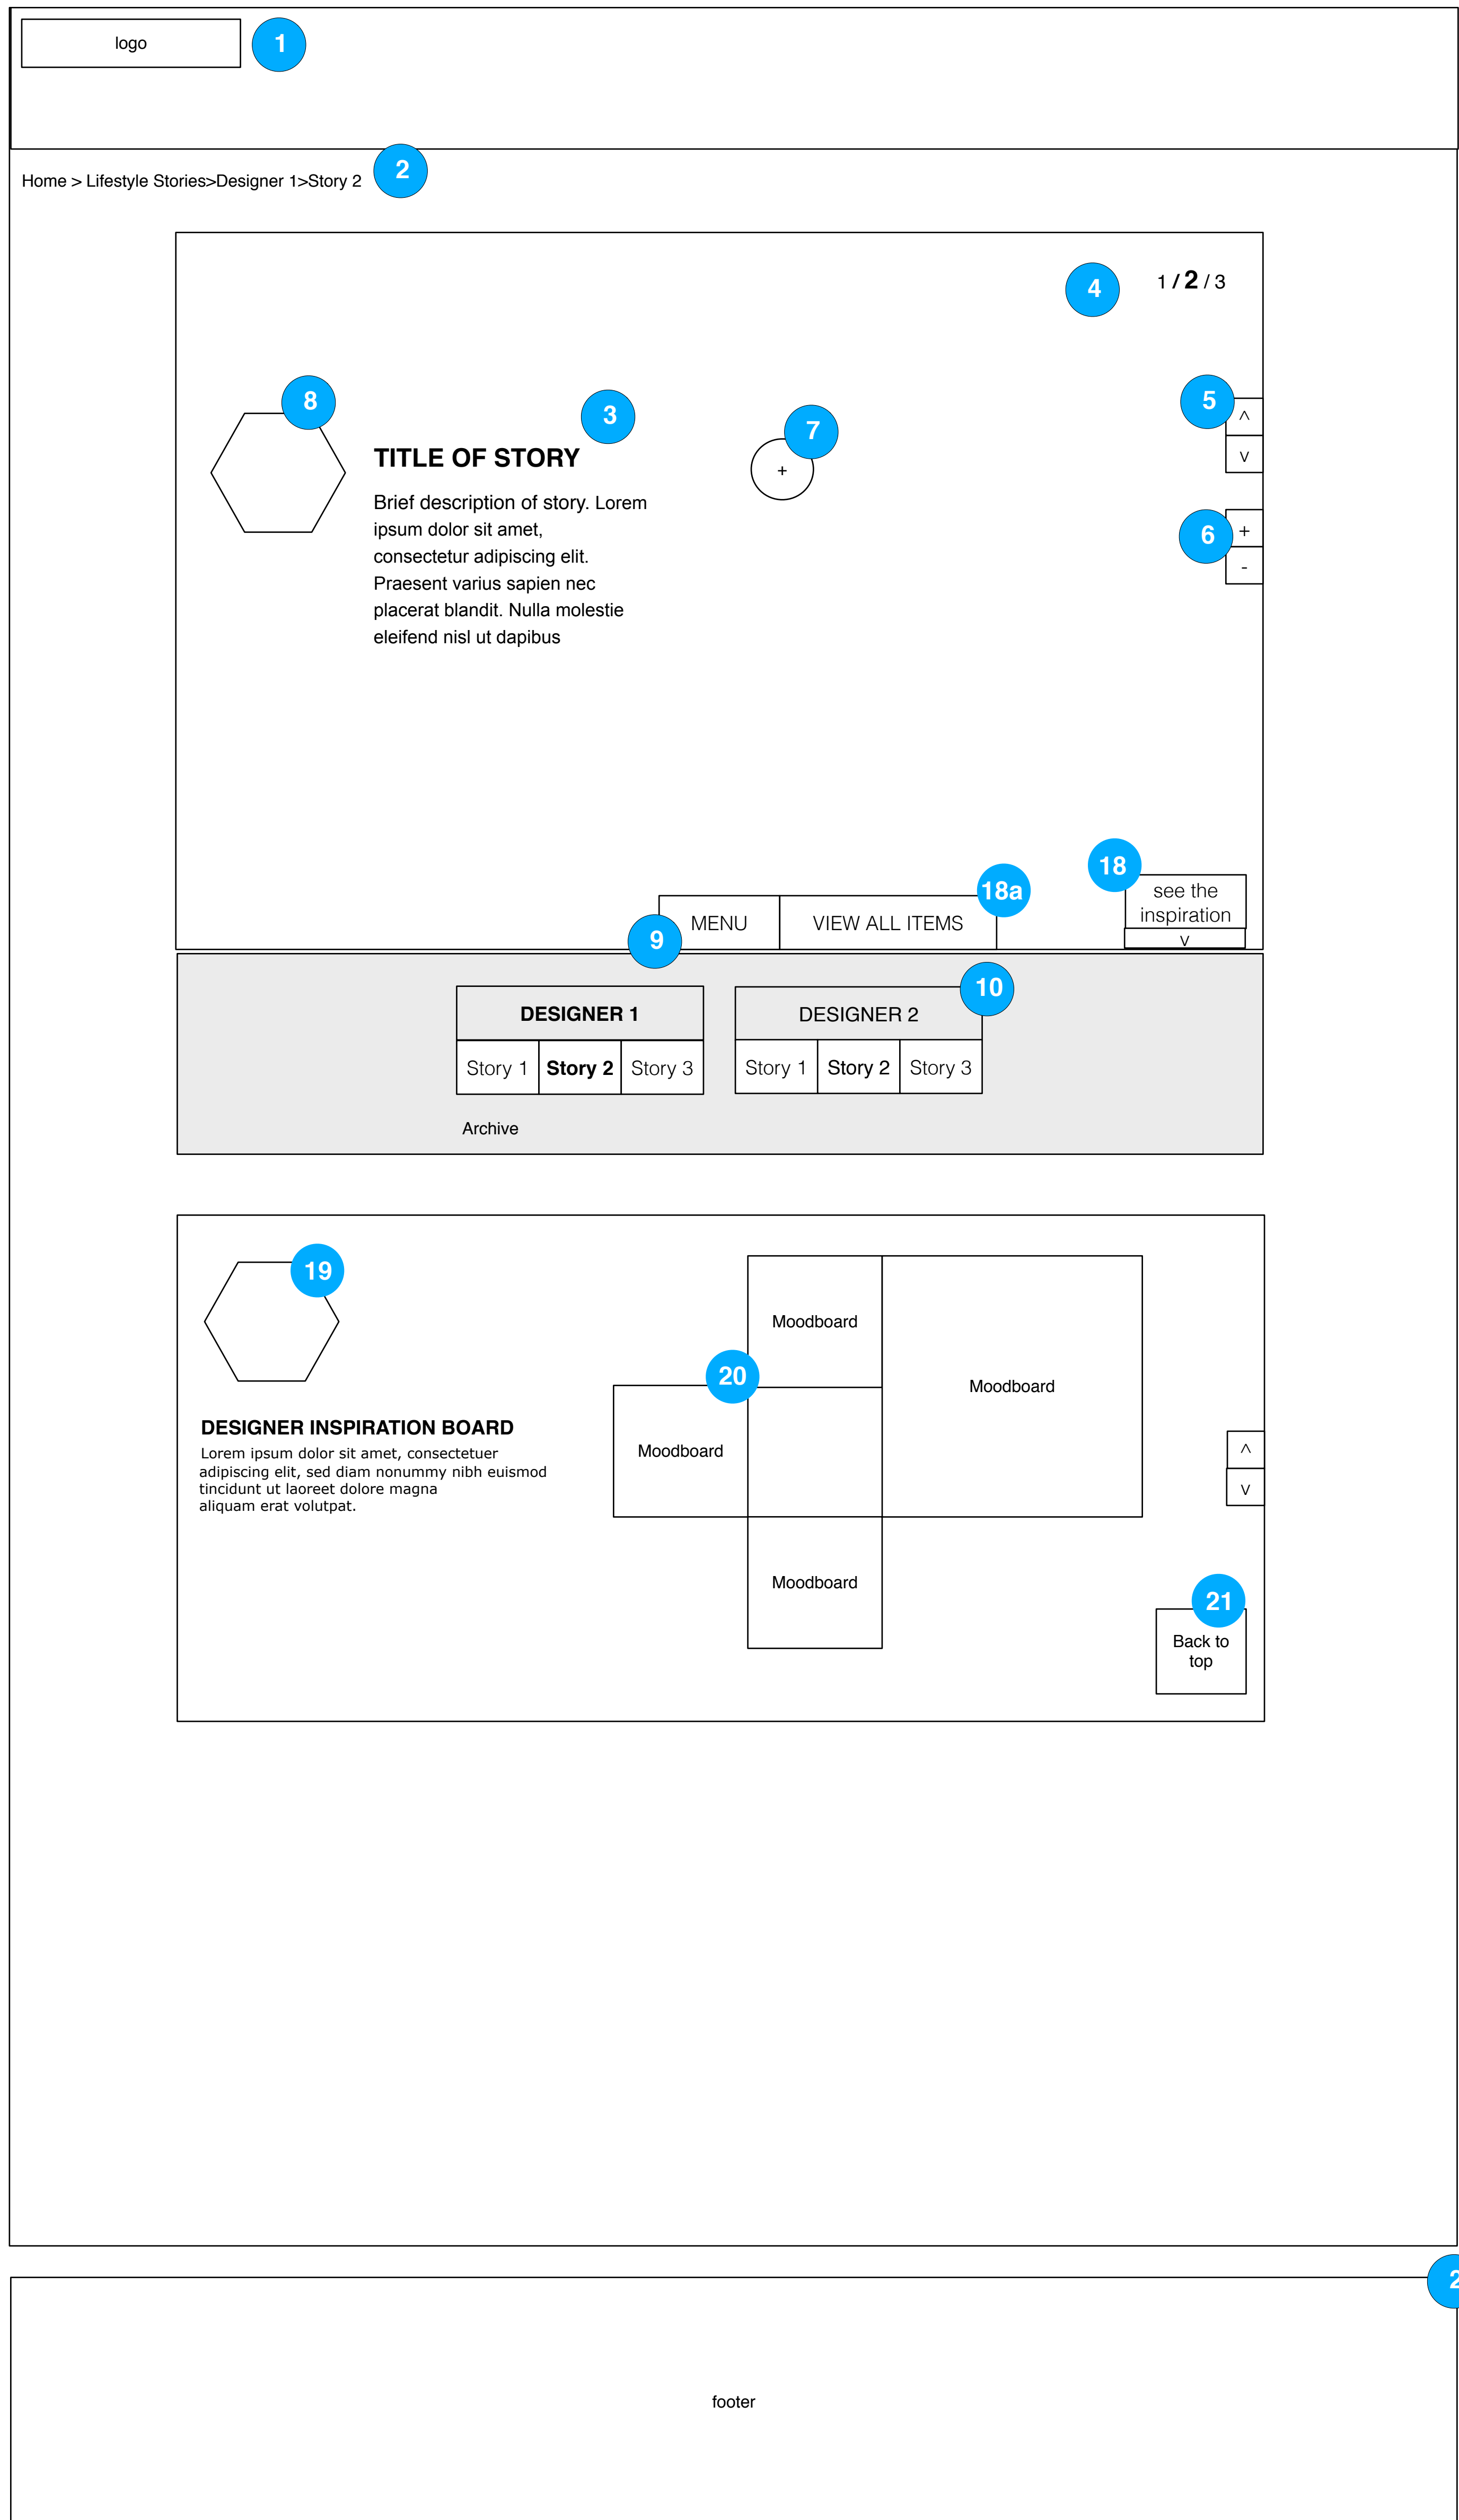 logo
1
2
Home > Lifestyle Stories>Designer 1>Story 2
4
1 / 2 / 3
8
3
7
5
^
v
TITLE OF STORY
+
Brief description of story. Lorem
ipsum dolor sit amet,
consectetur adipiscing elit.
Praesent varius sapien nec
placerat blandit. Nulla molestie
eleifend nisl ut dapibus
6
+
-
18
18a
see the
inspiration
v
9
MENU
VIEW ALL ITEMS
10
DESIGNER 1
DESIGNER 2
Story 1
Story 2
Story 3
Story 1
Story 2
Story 3
Archive
19
Moodboard
20
Moodboard
Moodboard
Moodboard
DESIGNER INSPIRATION BOARD
Lorem ipsum dolor sit amet, consectetuer
adipiscing elit, sed diam nonummy nibh euismod
tincidunt ut laoreet dolore magna
aliquam erat volutpat.
^
v
21
Back to
top
footer